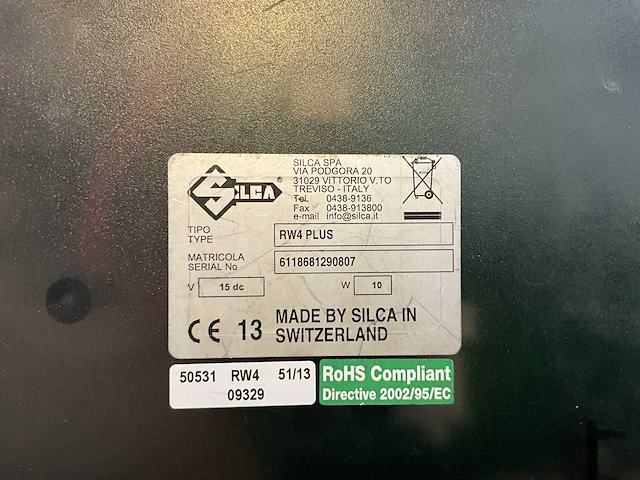 SILCA®
SILCA SPA
VIA PODGORA 20
31029 VITTORIO V.TO
TREVISO - ITALY
Tel. 0438-9136
Fax 0438-913800
e-mail info@silca.it
TIPO
TYPE
RW4 PLUS
MATRICOLA
SERIAL No
6118681290807
V 15 dc W 10
CE 13 MADE BY SILCA IN
SWITZERLAND
50531 RW4 51/13
09329
RoHS Compliant
Directive 2002/95/EC